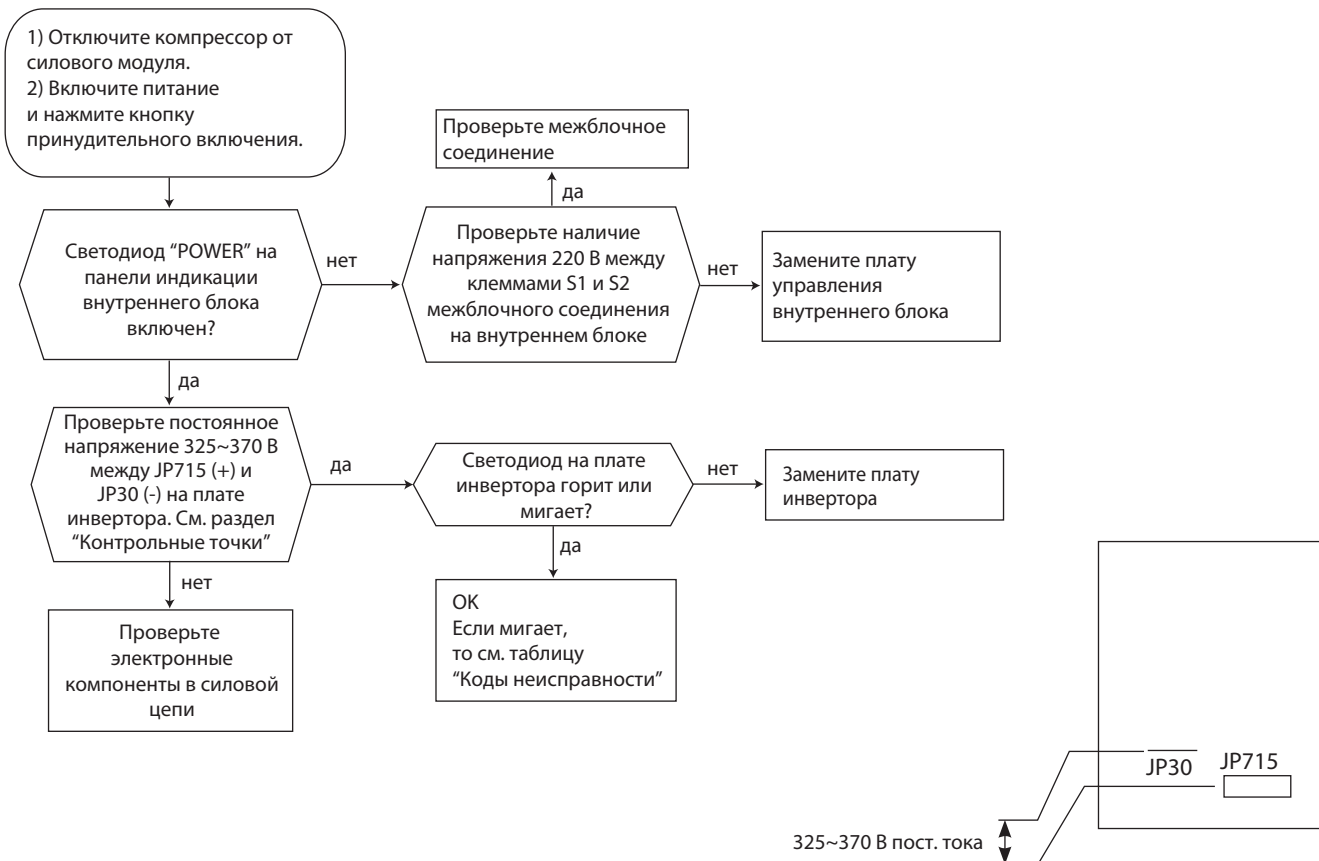 1) Отключите компрессор от
силового модуля.
2) Включите питание
и нажмите кнопку
принудительного включения.
Проверьте межблочное
соединение
да
Светодиод “POWER” на
панели индикации
внутреннего блока
включен?
нет
Проверьте наличие
напряжения 220 В между
клеммами S1 и S2
межблочного соединения
на внутреннем блоке
нет
Замените плату
управления
внутреннего блока
да
Проверьте постоянное
напряжение 325~370 В
между JP715 (+) и
JP30 (-) на плате
инвертора. См. раздел
“Контрольные точки”
да
Светодиод на плате
инвертора горит или
мигает?
нет
Замените плату
инвертора
нет
Проверьте
электронные
компоненты в силовой
цепи
да
OK
Если мигает,
то см. таблицу
“Коды неисправности”
JP30 JP715
325~370 В пост. тока